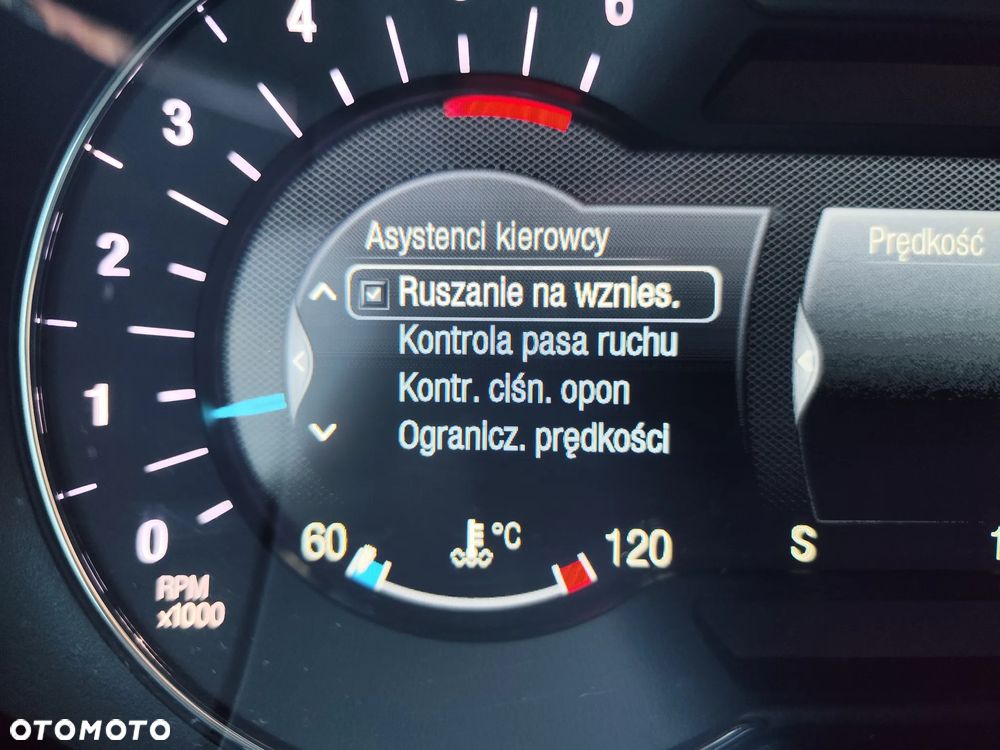 4
6
3
2
1
0
RPM
x1000
Asystenci kierowcy
Ruszanie na wznies.
Kontrola pasa ruchu
Kontr. ciśn. opon
Ogranicz. prędkości
60 °C 120
Prędkość
S
OTOMOTO